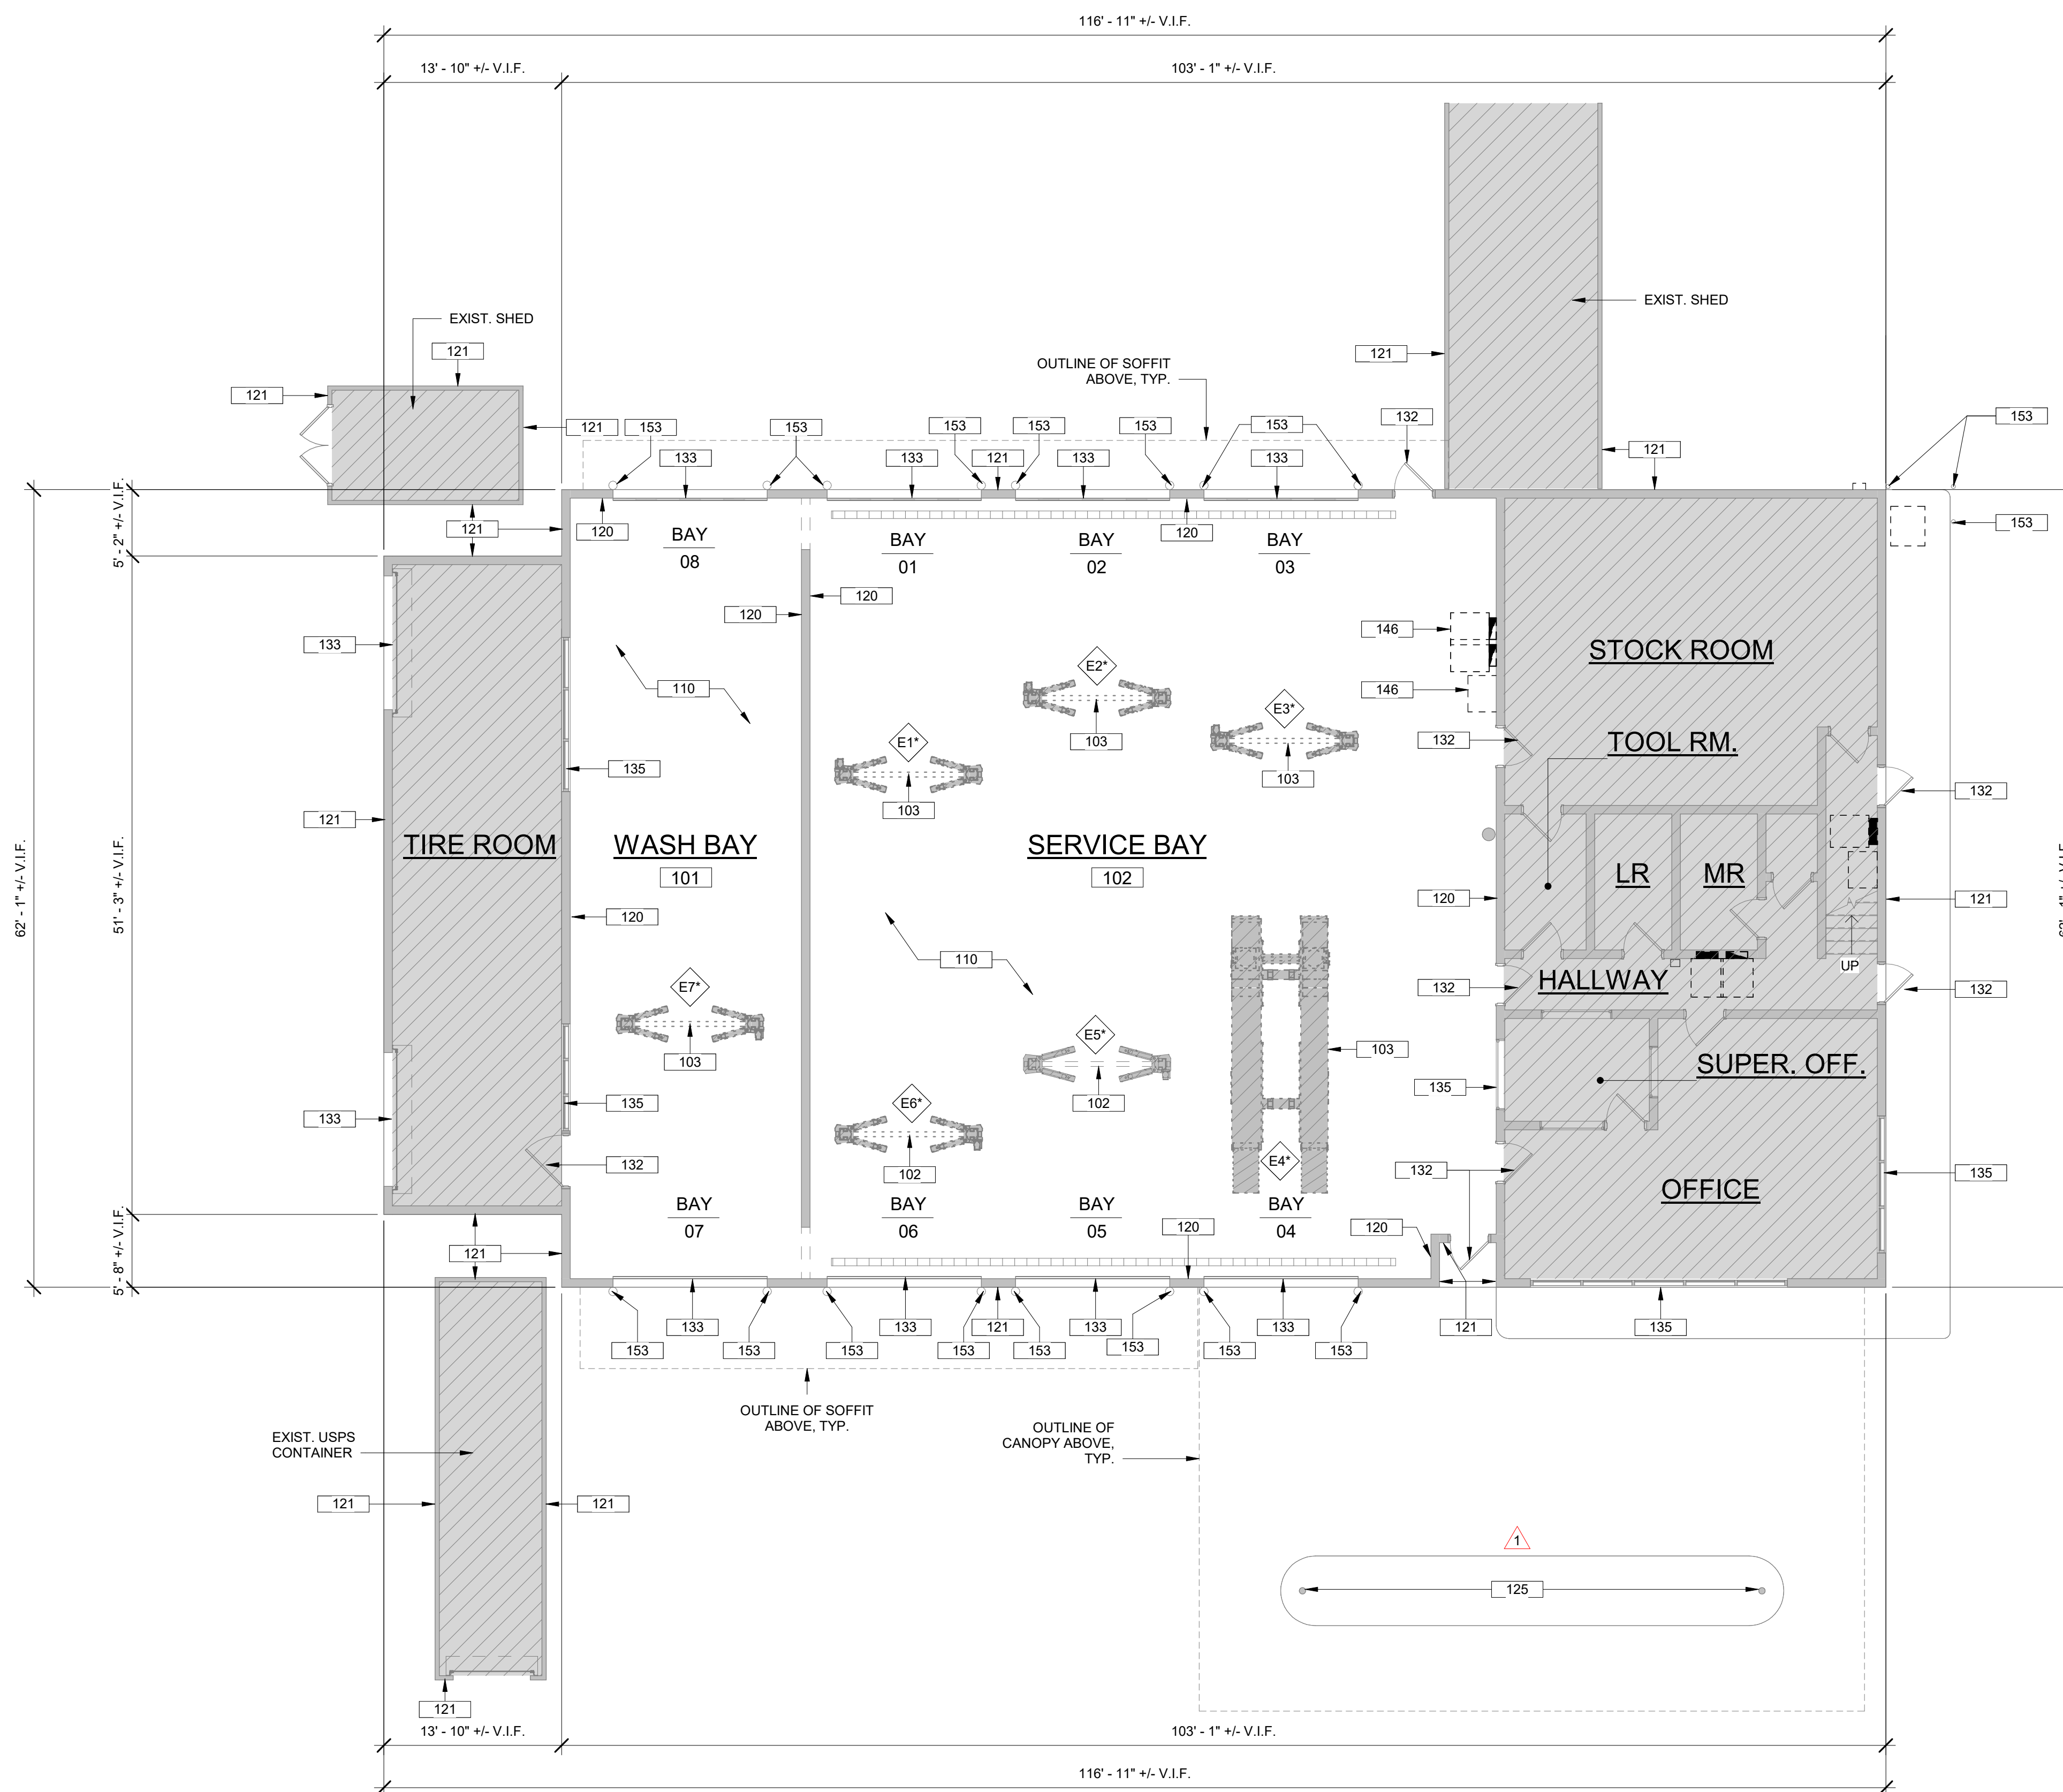 116' - 11" +/- V.I.F.
13' - 10" +/- V.I.F.
103' - 1" +/- V.I.F.
EXIST. SHED
EXIST. SHED
121
121
121
OUTLINE OF SOFFIT
ABOVE, TYP.
121
132
153
121
153
153
153
153
153
153
133
133
121
133
133
121
153
120
120
121
5' - 2" +/- V.I.F.
BAY
08
BAY
01
BAY
02
BAY
03
120
120
133
146
146
STOCK ROOM
E2*
103
110
E3*
103
E1*
103
132
TOOL RM.
135
132
121
TIRE ROOM
WASH BAY
101
SERVICE BAY
102
LR
MR
62' - 1" +/- V.I.F.
51' - 3" +/- V.I.F.
120
120
121
110
UP
HALLWAY
132
132
E7*
103
E5*
102
103
SUPER. OFF.
135
135
133
E6*
102
E4*
132
132
135
OFFICE
BAY
07
BAY
06
BAY
05
BAY
04
120
120
121
5' - 8" +/- V.I.F.
133
133
121
133
133
121
135
153
153
153
153
153
153
153
153
OUTLINE OF SOFFIT
ABOVE, TYP.
OUTLINE OF
CANOPY ABOVE,
TYP.
EXIST. USPS
CONTAINER
121
121
1
125
121
13' - 10" +/- V.I.F.
103' - 1" +/- V.I.F.
116' - 11" +/- V.I.F.